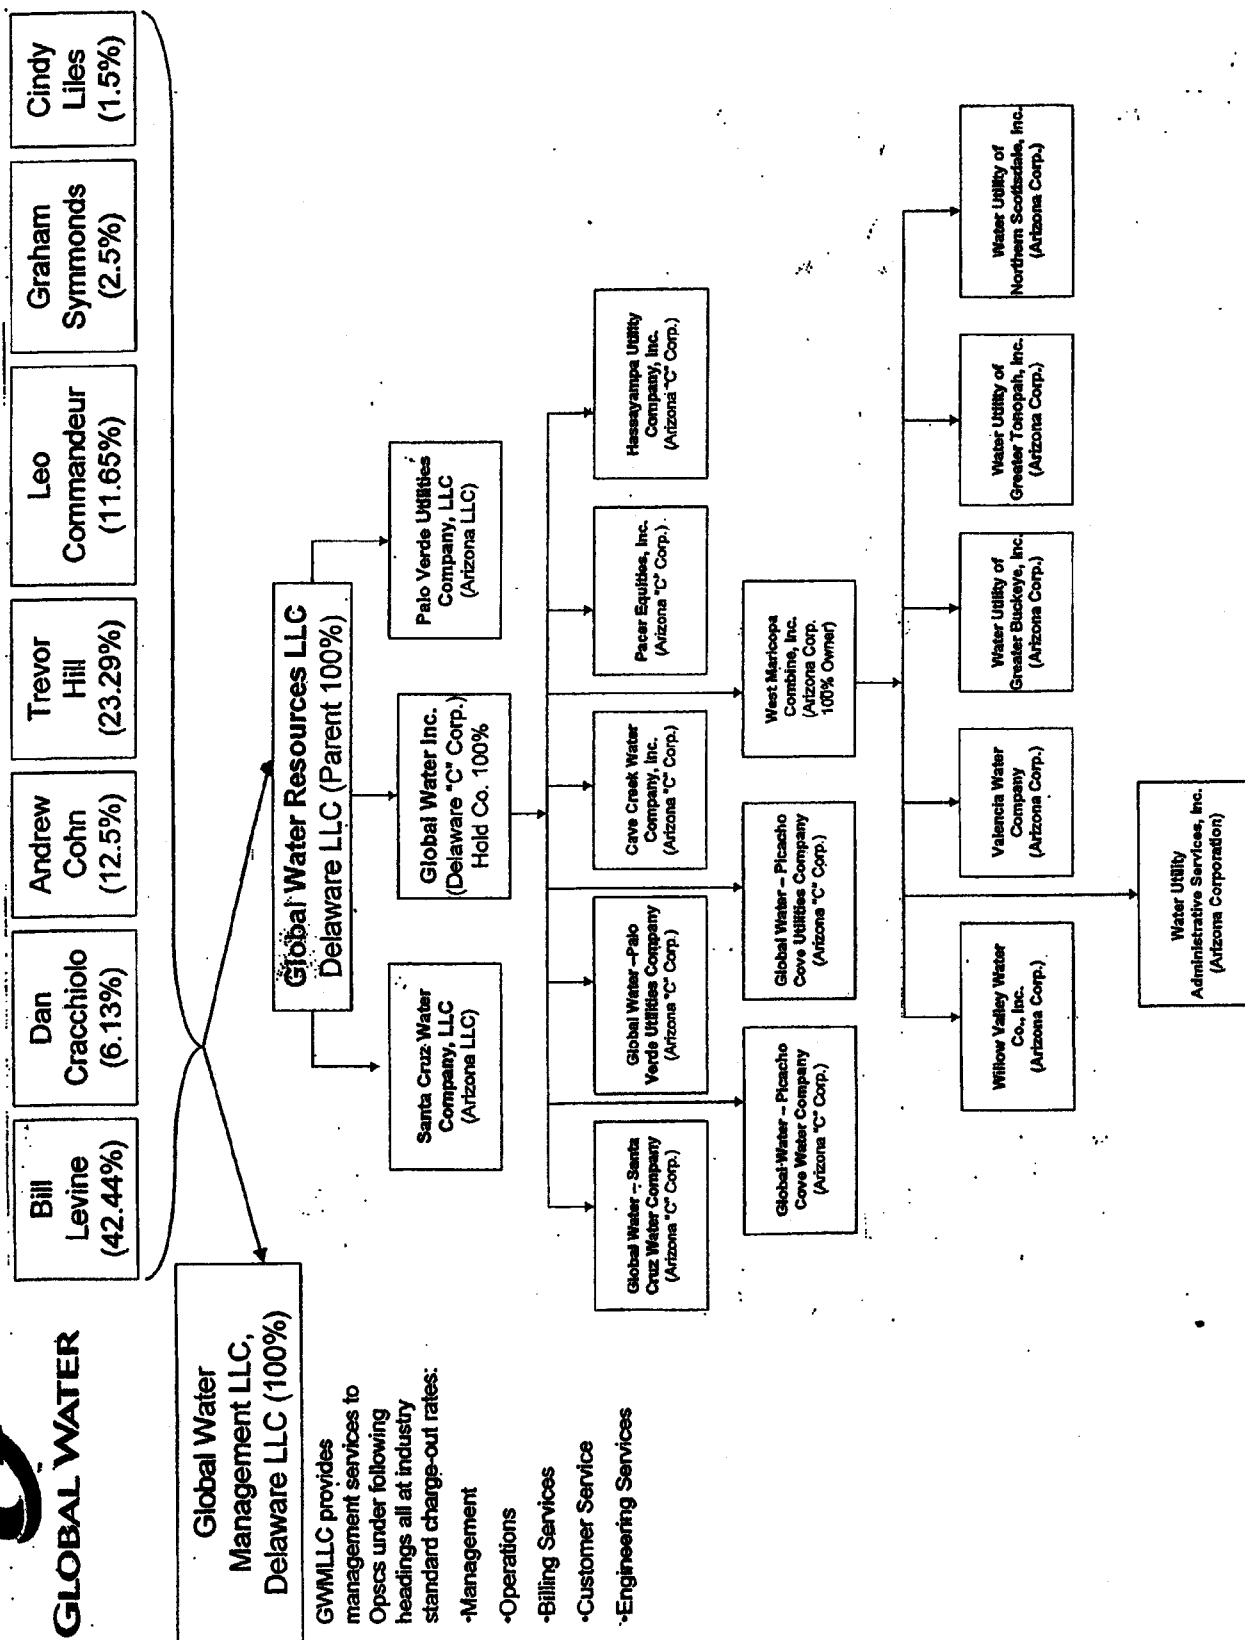 GLOBAL WATER
Bill
Levine
(42.44%)
Dan
Cracchiolo
(6.13%)
Andrew
Cohn
(12.5%)
Trevor
Hill
(23.29%)
Leo
Commandeur
(11.65%)
Graham
Symmonds
(2.5%)
Cindy
Liles
(1.5%)
Global Water
Management LLC,
Delaware LLC (100%)
GWMLLC provides
management services to
Opscs under following
headings all at industry
standard charge-out rates:
•Management
•Operations
•Billing Services
•Customer Service
•Engineering Services
Global Water Resources LLC
Delaware LLC (Parent 100%)
Santa Cruz Water
Company, LLC
(Arizona LLC)
Global Water Inc.
(Delaware "C" Corp.)
Hold Co. 100%
Palo Verde Utilities
Company, LLC
(Arizona LLC)
Global Water – Santa
Cruz Water Company
(Arizona "C" Corp.)
Global Water –Palo
Verde Utilities Company
(Arizona "C" Corp.)
Cave Creek Water
Company, Inc.
(Arizona "C" Corp.)
Pacer Equities, Inc.
(Arizona "C" Corp.)
Hassayampa Utility
Company, Inc.
(Arizona "C" Corp.)
Global Water – Picacho
Cove Water Company
(Arizona "C" Corp.)
Global Water – Picacho
Cove Utilities Company
(Arizona "C" Corp.)
West Maricopa
Combine, Inc.
(Arizona Corp.
100% Owner)
Willow Valley Water
Co., Inc.
(Arizona Corp.)
Valencia Water
Company
(Arizona Corp.)
Water Utility of
Greater Buckeye, Inc.
(Arizona Corp.)
Water Utility of
Greater Tonopah, Inc.
(Arizona Corp.)
Water Utility of
Northern Scottsdale, Inc.
(Arizona Corp.)
Water Utility
Administrative Services, Inc.
(Arizona Corporation)